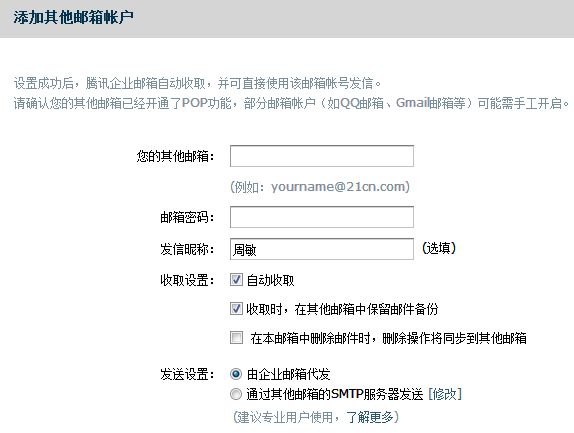 添加其他邮箱帐户
设置成功后，腾讯企业邮箱自动收取，并可直接使用该邮箱帐号发信。
请确认您的其他邮箱已经开通了POP功能，部分邮箱帐户（如QQ邮箱、Gmail邮箱等）可能需手工开启。
您的其他邮箱：
(例如：yourname@21cn.com)
邮箱密码：
发信昵称： 周敏 (选填)
收取设置： 自动收取
收取时，在其他邮箱中保留邮件备份
在本邮箱中删除邮件时，删除操作将同步到其他邮箱
发送设置： 由企业邮箱代发
通过其他邮箱的SMTP服务器发送 [修改]
(建议专业用户使用，了解更多)